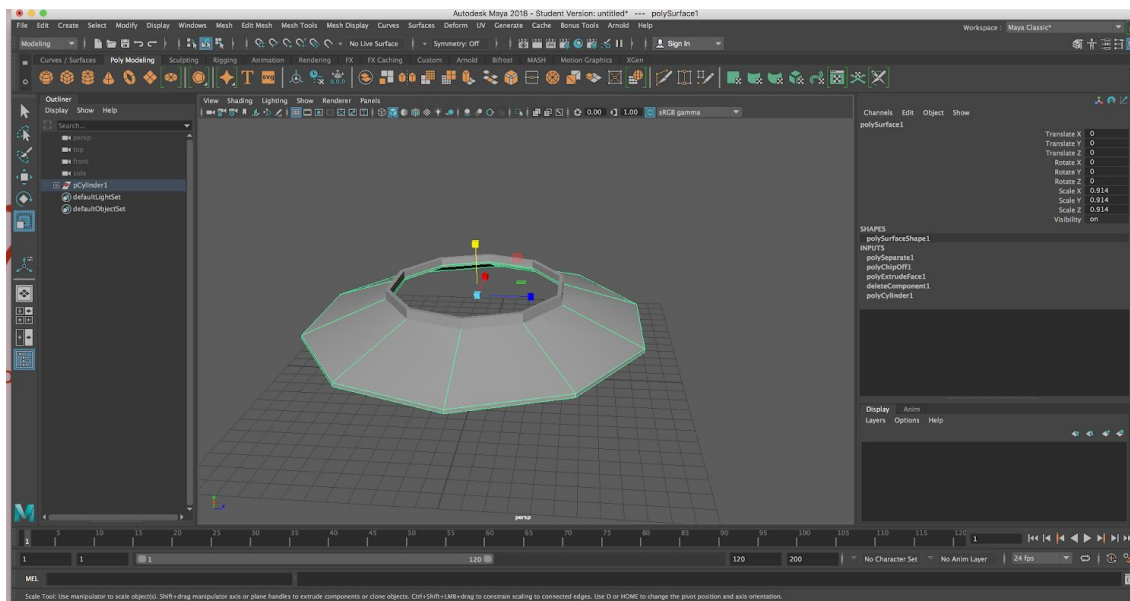 Autodesk Maya 2018 - Student Version: untitled* --- polySurface1
File Edit Create Select Modify Display Windows Mesh Edit Mesh Mesh Tools Mesh Display Curves Surfaces Deform UV Generate Cache Bonus Tools Arnold Help Workspace : Maya Classic*
Modeling No Live Surface Symmetry: Off Sign In
Curves / Surfaces Poly Modeling Sculpting Rigging Animation Rendering FX FX Caching Custom Arnold Bifrost MASH Motion Graphics XGen
T SVG
Outliner
Display Show Help
Search...
persp
top
front
side
pCylinder1
defaultLightSet
defaultObjectSet
View Shading Lighting Show Renderer Panels
0.00 1.00 sRGB gamma
persp
Channels Edit Object Show
polySurface1
Translate X 0
Translate Y 0
Translate Z 0
Rotate X 0
Rotate Y 0
Rotate Z 0
Scale X 0.914
Scale Y 0.914
Scale Z 0.914
Visibility on
SHAPES
polySurfaceShape1
INPUTS
polySeparate1
polyChipOff1
polyExtrudeFace1
deleteComponent1
polyCylinder1
Display Anim
Layers Options Help
1 5 10 15 20 25 30 35 40 45 50 55 60 65 70 75 80 85 90 95 100 105 110 115 120 1
1 1 1 120 120 200 No Character Set No Anim Layer 24 fps
MEL
Scale Tool: Use manipulator to scale object(s). Shift+drag manipulator axis or plane handles to extrude components or clone objects. Ctrl+Shift+LMB+drag to constrain scaling to connected edges. Use D or HOME to change the pivot position and axis orientation.